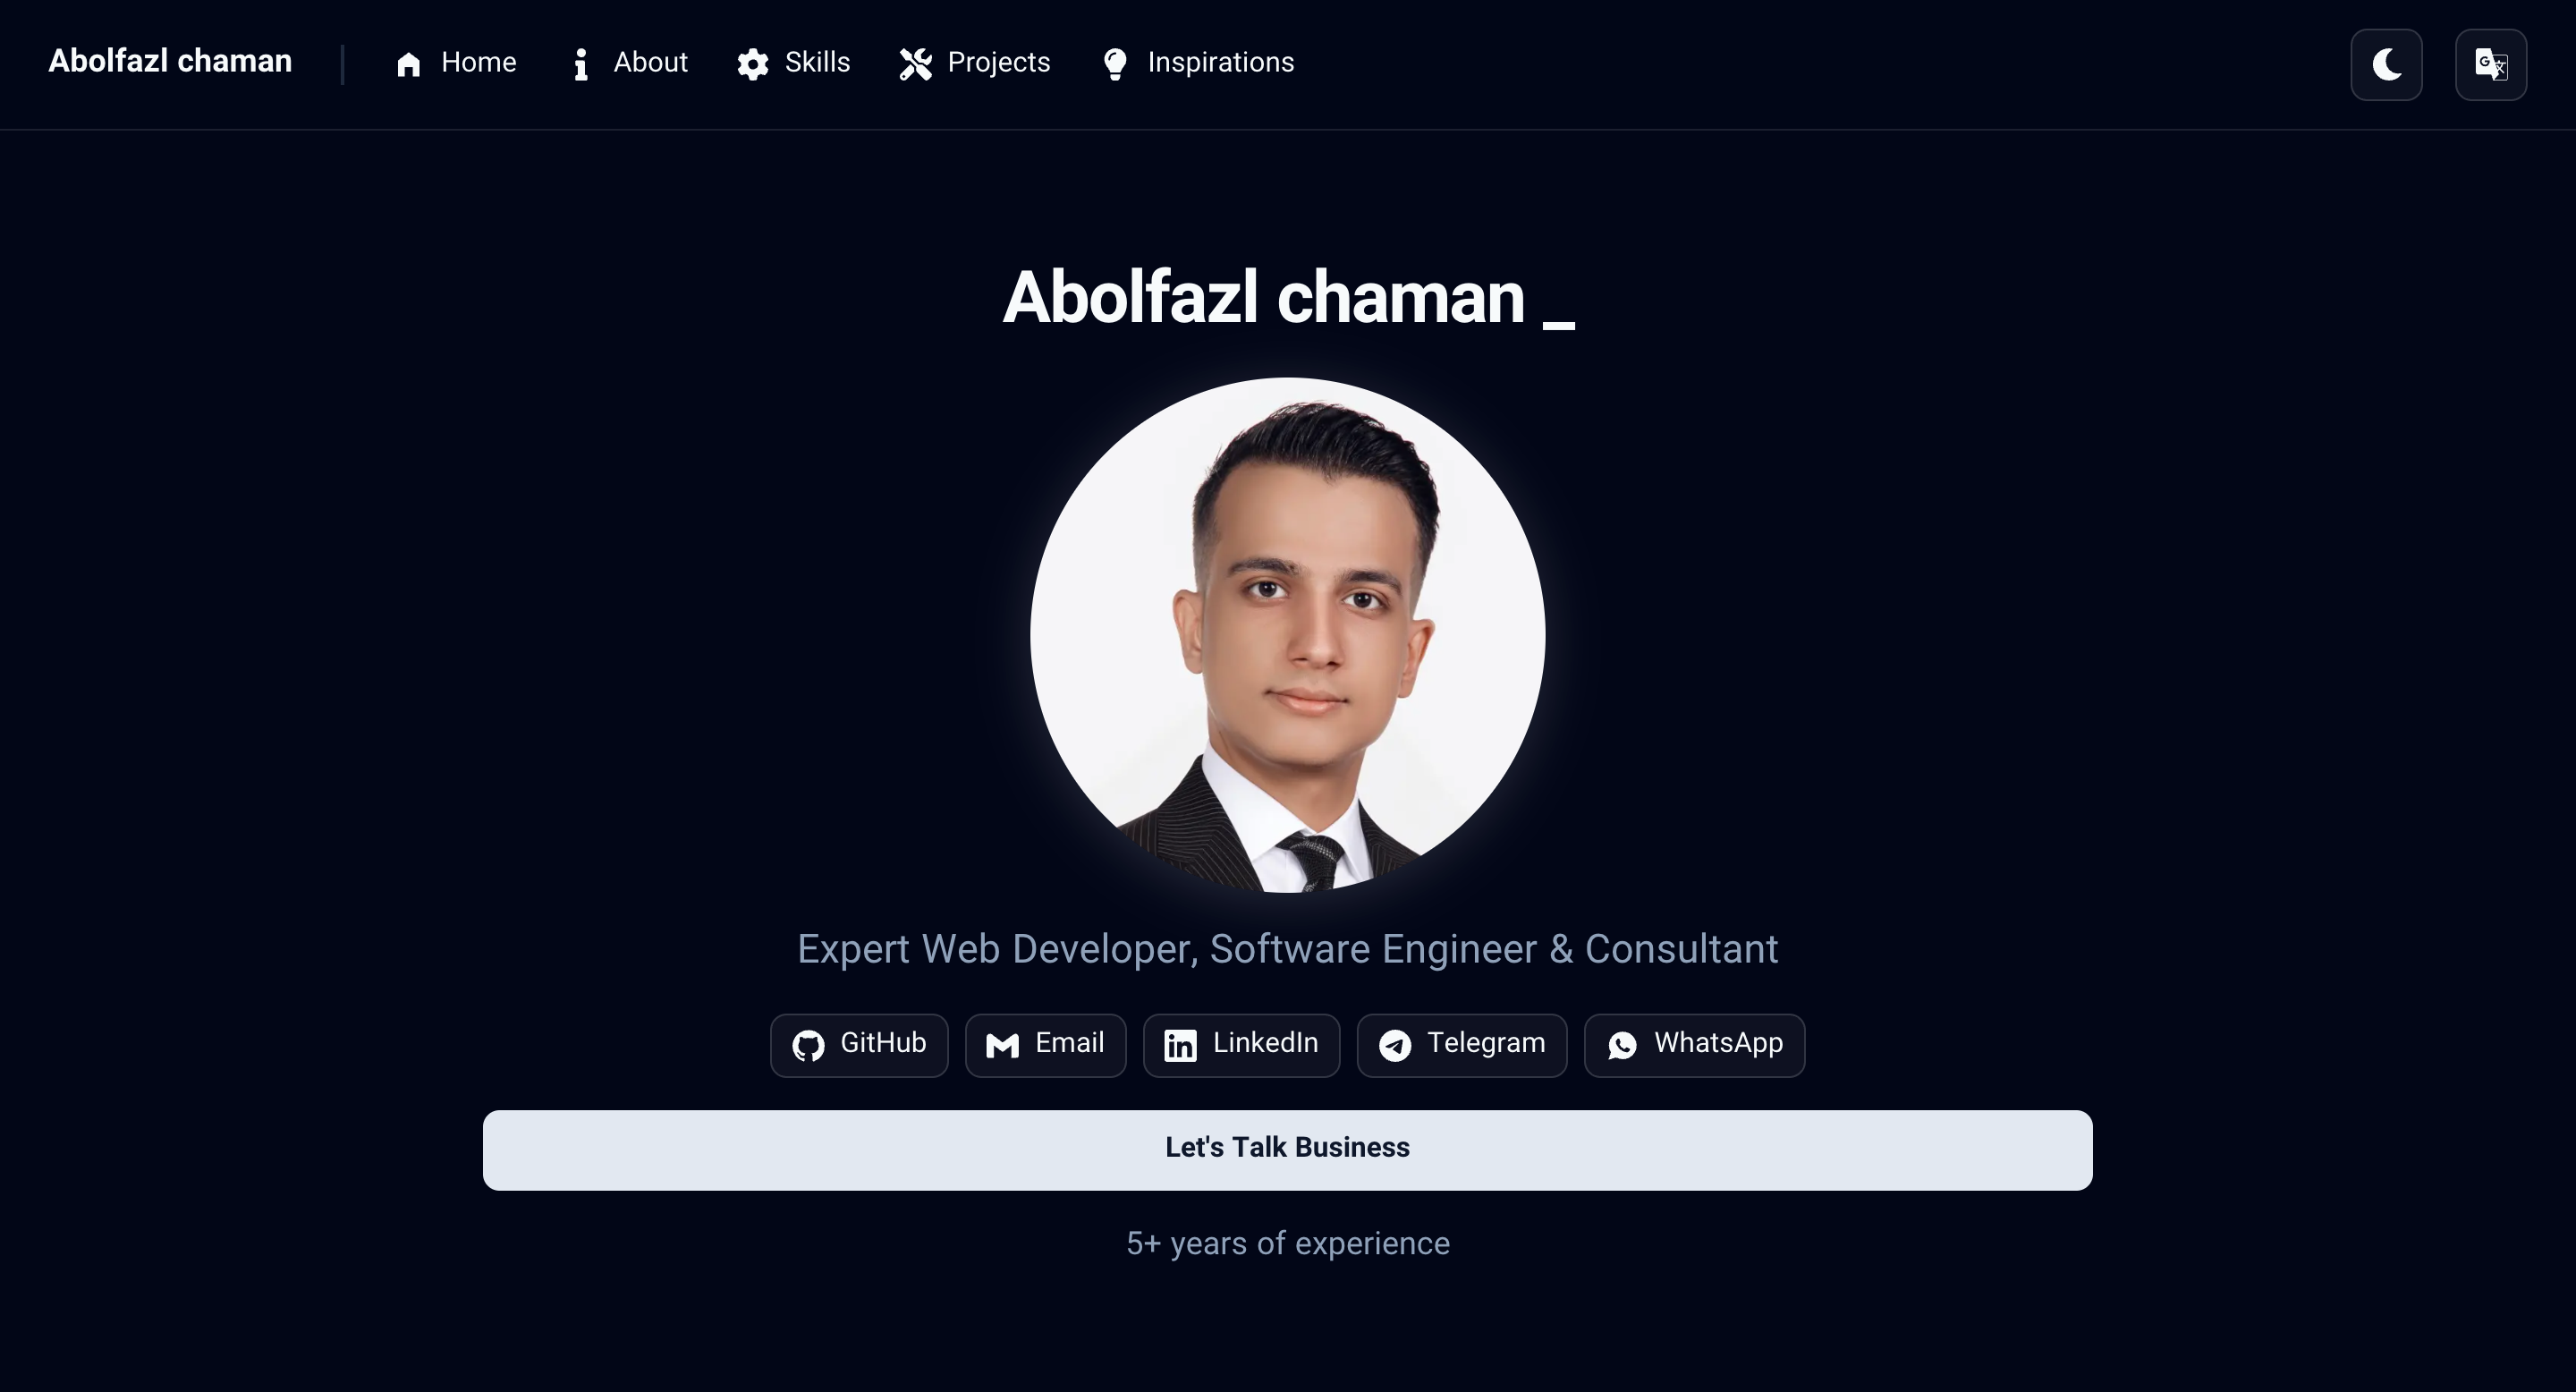 Abolfazl chaman
Home
About
Skills
Projects
Inspirations
Abolfazl chaman _
Expert Web Developer, Software Engineer & Consultant
GitHub
Email
LinkedIn
Telegram
WhatsApp
Let's Talk Business
5+ years of experience